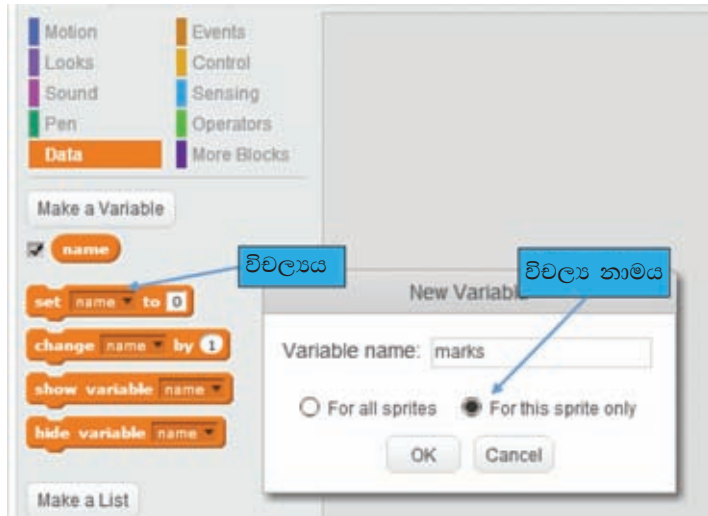 Motion Events
Looks Control
Sound Sensing
Pen Operators
Data More Blocks
Make a Variable
name
විචල්‍යය
විචල්‍ය නාමය
set name to 0
New Variable
change name by 1
Variable name: marks
show variable name
For all sprites For this sprite only
hide variable name
OK Cancel
Make a List